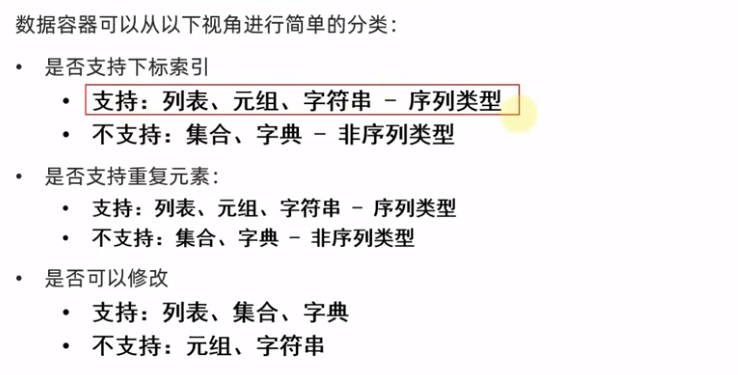 数据容器可以从以下视角进行简单的分类：
• 是否支持下标索引
• 支持：列表、元组、字符串 - 序列类型
• 不支持：集合、字典 - 非序列类型
• 是否支持重复元素：
• 支持：列表、元组、字符串 - 序列类型
• 不支持：集合、字典 - 非序列类型
• 是否可以修改
• 支持：列表、集合、字典
• 不支持：元组、字符串